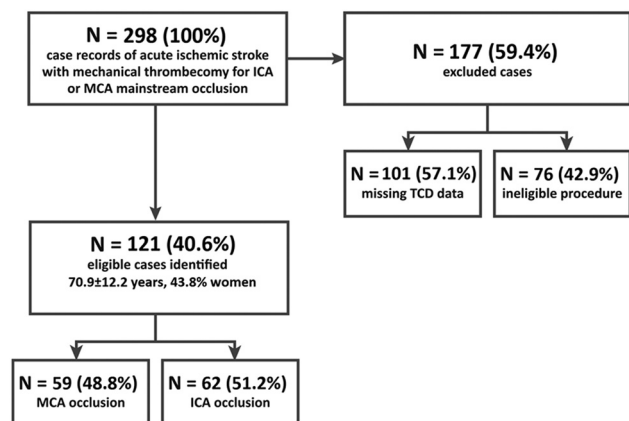 N = 298 (100%)
case records of acute ischemic stroke
with mechanical thrombecomy for ICA
or MCA mainstream occlusion
N = 177 (59.4%)
excluded cases
N = 101 (57.1%)
missing TCD data
N = 76 (42.9%)
ineligible procedure
N = 121 (40.6%)
eligible cases identified
70.9±12.2 years, 43.8% women
N = 59 (48.8%)
MCA occlusion
N = 62 (51.2%)
ICA occlusion